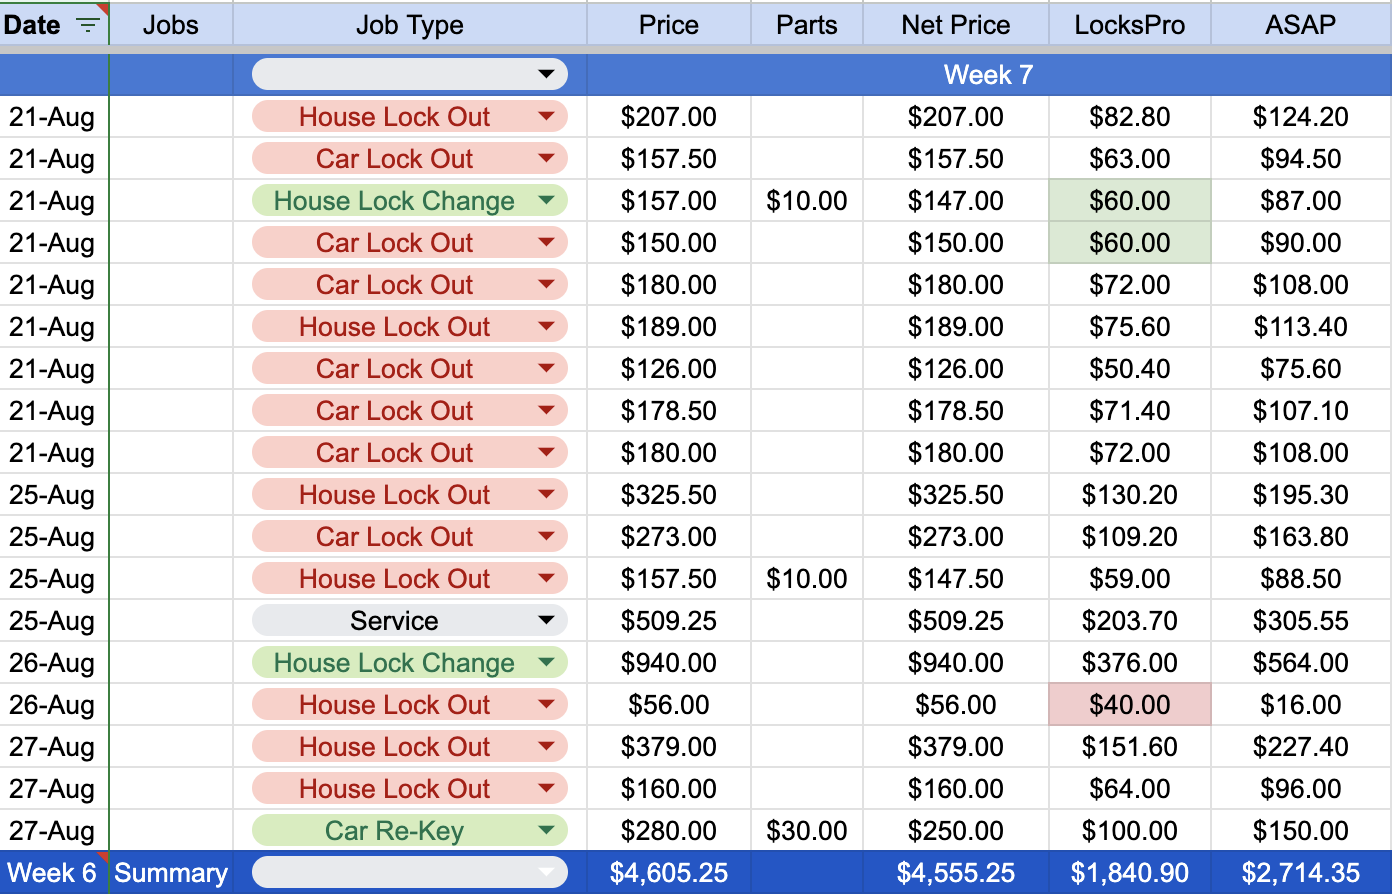 Date Jobs Job Type Price Parts Net Price LocksPro ASAP
Week 7
21-Aug House Lock Out $207.00 $207.00 $82.80 $124.20
21-Aug Car Lock Out $157.50 $157.50 $63.00 $94.50
21-Aug House Lock Change $157.00 $10.00 $147.00 $60.00 $87.00
21-Aug Car Lock Out $150.00 $150.00 $60.00 $90.00
21-Aug Car Lock Out $180.00 $180.00 $72.00 $108.00
21-Aug House Lock Out $189.00 $189.00 $75.60 $113.40
21-Aug Car Lock Out $126.00 $126.00 $50.40 $75.60
21-Aug Car Lock Out $178.50 $178.50 $71.40 $107.10
21-Aug Car Lock Out $180.00 $180.00 $72.00 $108.00
25-Aug House Lock Out $325.50 $325.50 $130.20 $195.30
25-Aug Car Lock Out $273.00 $273.00 $109.20 $163.80
25-Aug House Lock Out $157.50 $10.00 $147.50 $59.00 $88.50
25-Aug Service $509.25 $509.25 $203.70 $305.55
26-Aug House Lock Change $940.00 $940.00 $376.00 $564.00
26-Aug House Lock Out $56.00 $56.00 $40.00 $16.00
27-Aug House Lock Out $379.00 $379.00 $151.60 $227.40
27-Aug House Lock Out $160.00 $160.00 $64.00 $96.00
27-Aug Car Re-Key $280.00 $30.00 $250.00 $100.00 $150.00
Week 6 Summary $4,605.25 $4,555.25 $1,840.90 $2,714.35